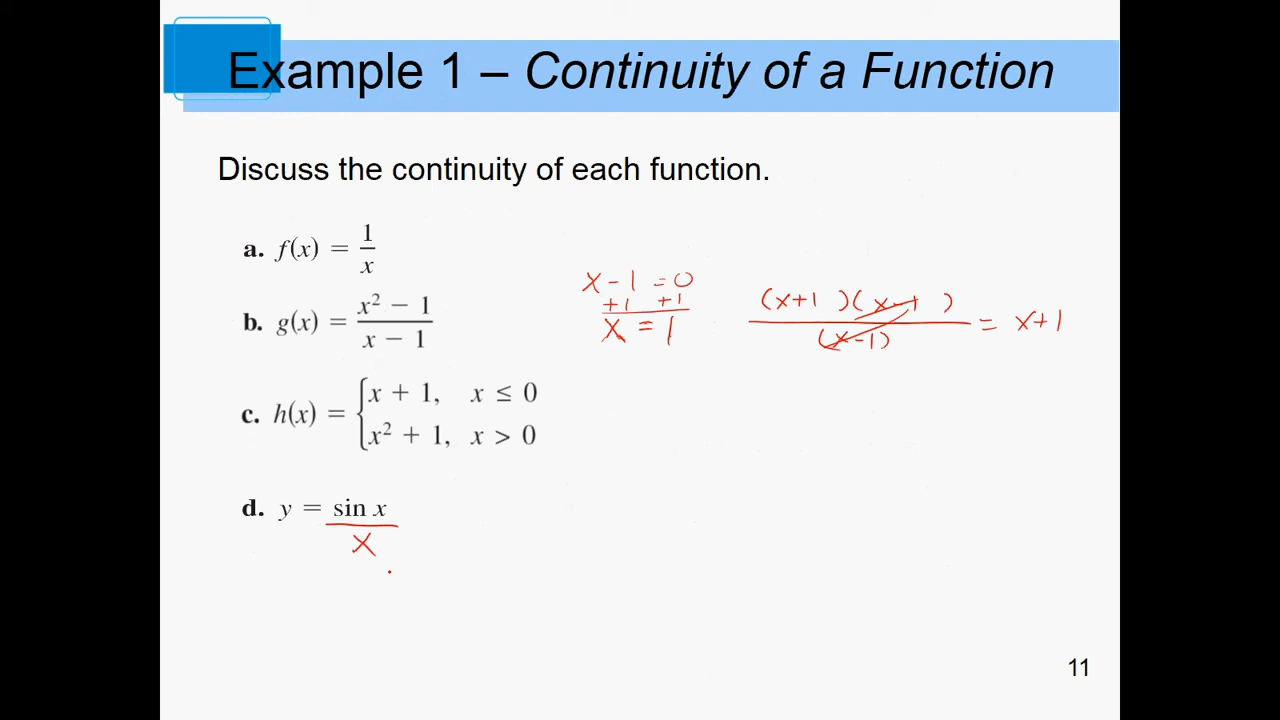 Example 1 – Continuity of a Function
Discuss the continuity of each function.
a. f(x) = 1/x
b. g(x) = (x² − 1)/(x − 1)
x - 1 = 0
+1 +1
x = 1
(x+1)(x-1)/(x-1) = x+1
c. h(x) = { x + 1, x ≤ 0
x² + 1, x > 0
d. y = sin x
x
11